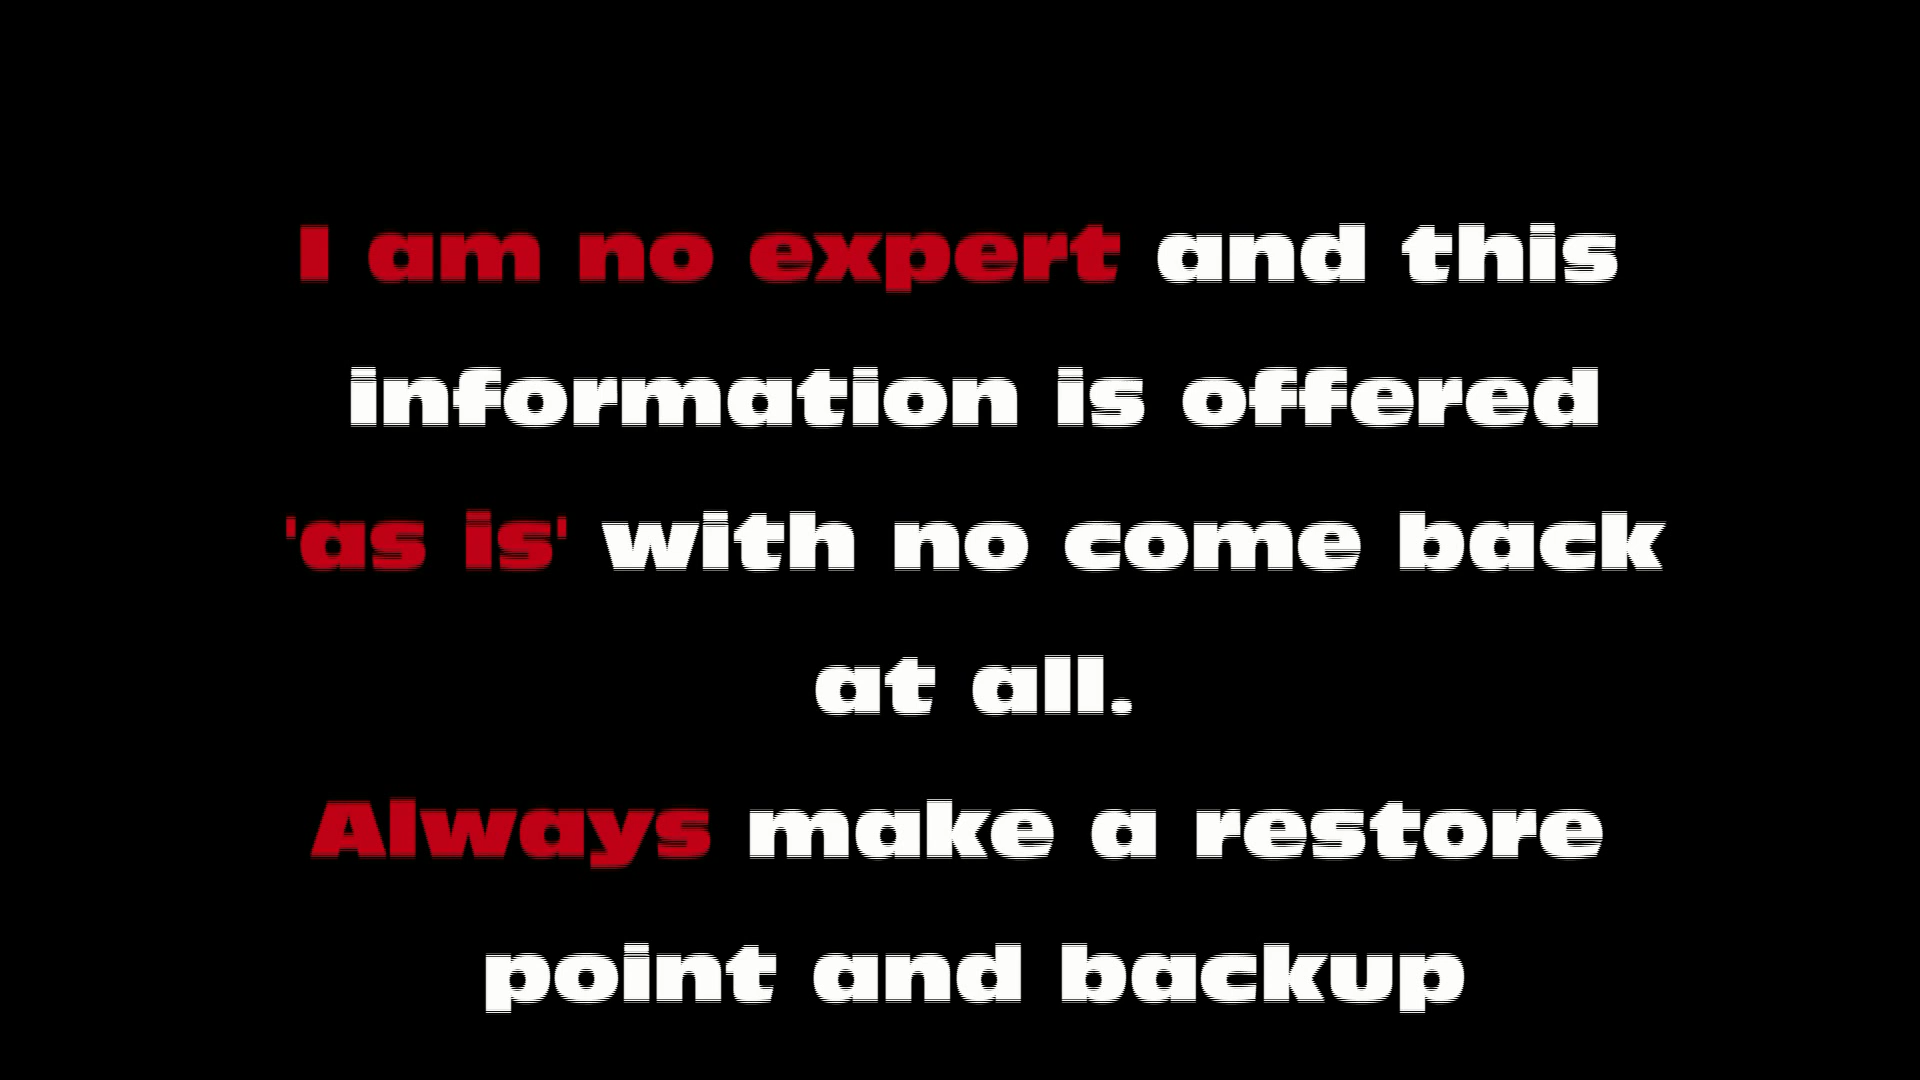 I am no expert and this
information is offered
'as is' with no come back
at all.
Always make a restore
point and backup